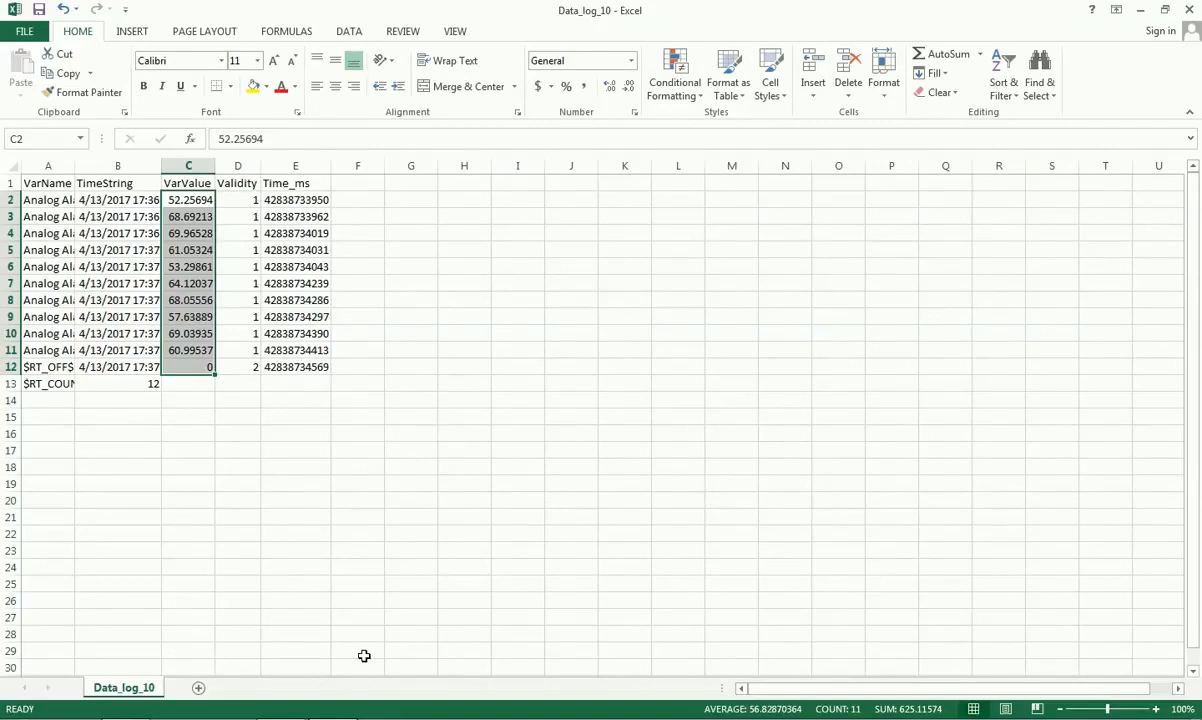 Data_log_10 - Excel
?
FILE HOME INSERT PAGE LAYOUT FORMULAS DATA REVIEW VIEW Sign in
Paste
Cut
Copy
Format Painter
Calibri 11
B I U
A A A
Wrap Text
Merge & Center
General
$ % ,
Conditional Formatting
Format as Table
Cell Styles
Insert
Delete
Format
AutoSum
Fill
Clear
Sort & Filter
Find & Select
Clipboard Font Alignment Number Styles Cells Editing
C2 fx 52.25694
A B C D E F G H I J K L M N O P Q R S T U
1 VarName TimeString VarValue Validity Time_ms
2 Analog Ala 4/13/2017 17:36 52.25694 1 42838733950
3 Analog Ala 4/13/2017 17:36 68.69213 1 42838733962
4 Analog Ala 4/13/2017 17:36 69.96528 1 42838734019
5 Analog Ala 4/13/2017 17:37 61.05324 1 42838734031
6 Analog Ala 4/13/2017 17:37 53.29861 1 42838734043
7 Analog Ala 4/13/2017 17:37 64.12037 1 42838734239
8 Analog Ala 4/13/2017 17:37 68.05556 1 42838734286
9 Analog Ala 4/13/2017 17:37 57.63889 1 42838734297
10 Analog Ala 4/13/2017 17:37 69.03935 1 42838734390
11 Analog Ala 4/13/2017 17:37 60.99537 1 42838734413
12 $RT_OFF$ 4/13/2017 17:37 0 2 42838734569
13 $RT_COUN 12
14
15
16
17
18
19
20
21
22
23
24
25
26
27
28
29
30
Data_log_10
READY AVERAGE: 56.82870364 COUNT: 11 SUM: 625.11574 100%